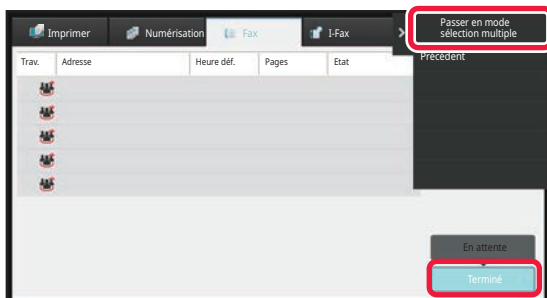 Imprimer
Numérisation
Fax
I-Fax
>
Passer en mode
sélection multiple
Trav.
Adresse
Heure déf.
Pages
Etat
Précédent
En attente
Terminé